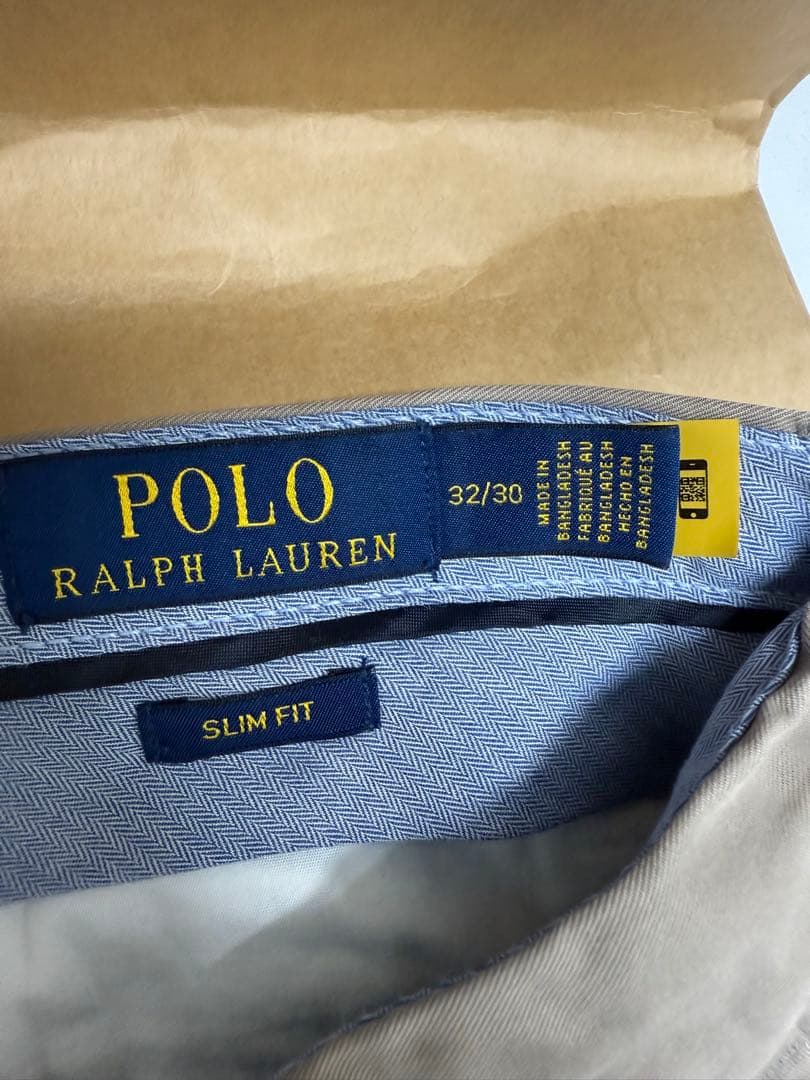 POLO
RALPH LAUREN
32/30
MADE IN
BANGLADESH
FABRIQUÉ AU
BANGLADESH
HECHO EN
BANGLADESH
SLIM FIT